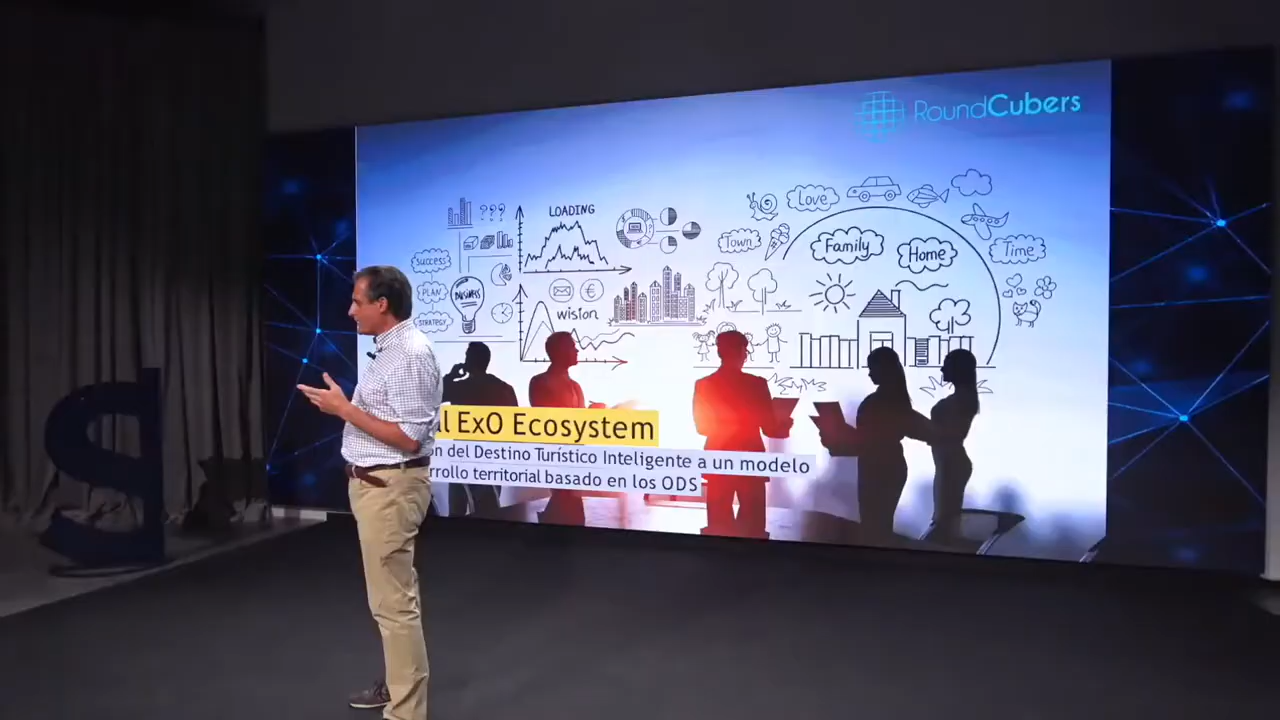 RoundCubers
Love
LOADING
???
Town
Family
Home
Time
success
PLAN
BUSINESS
STRATEGY
€
wision
l ExO Ecosystem
ón del Destino Turístico Inteligente a un modelo
rrollo territorial basado en los ODS